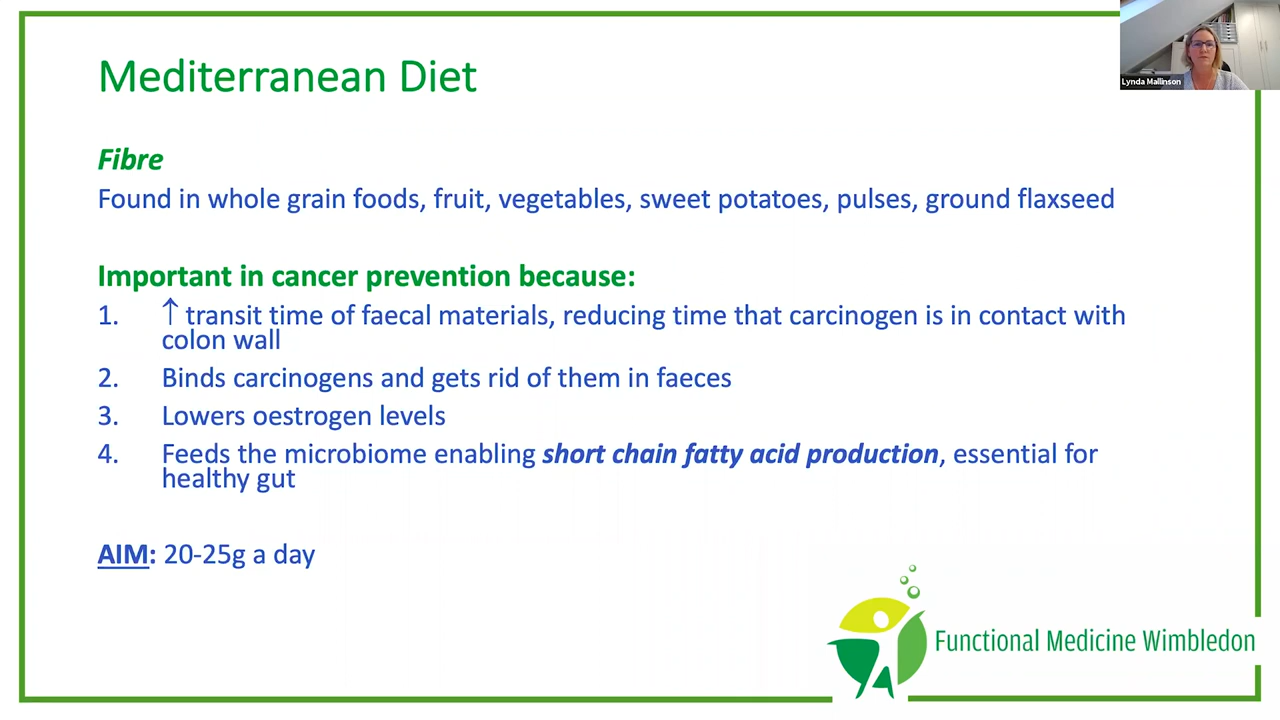 Mediterranean Diet
Lynda Mallinson
Fibre
Found in whole grain foods, fruit, vegetables, sweet potatoes, pulses, ground flaxseed
Important in cancer prevention because:
1. ↑ transit time of faecal materials, reducing time that carcinogen is in contact with
colon wall
2. Binds carcinogens and gets rid of them in faeces
3. Lowers oestrogen levels
4. Feeds the microbiome enabling short chain fatty acid production, essential for
healthy gut
AIM: 20-25g a day
Functional Medicine Wimbledon